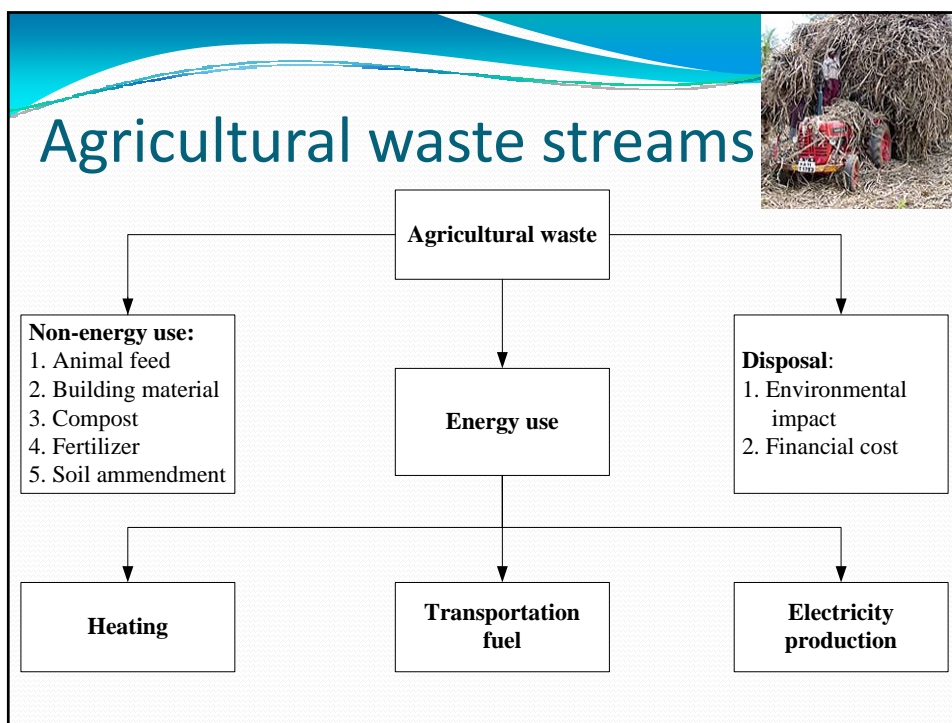 Agricultural waste streams
Agricultural waste
Non-energy use:
1. Animal feed
2. Building material
3. Compost
4. Fertilizer
5. Soil ammendment
Energy use
Disposal:
1. Environmental
impact
2. Financial cost
Heating
Transportation
fuel
Electricity
production